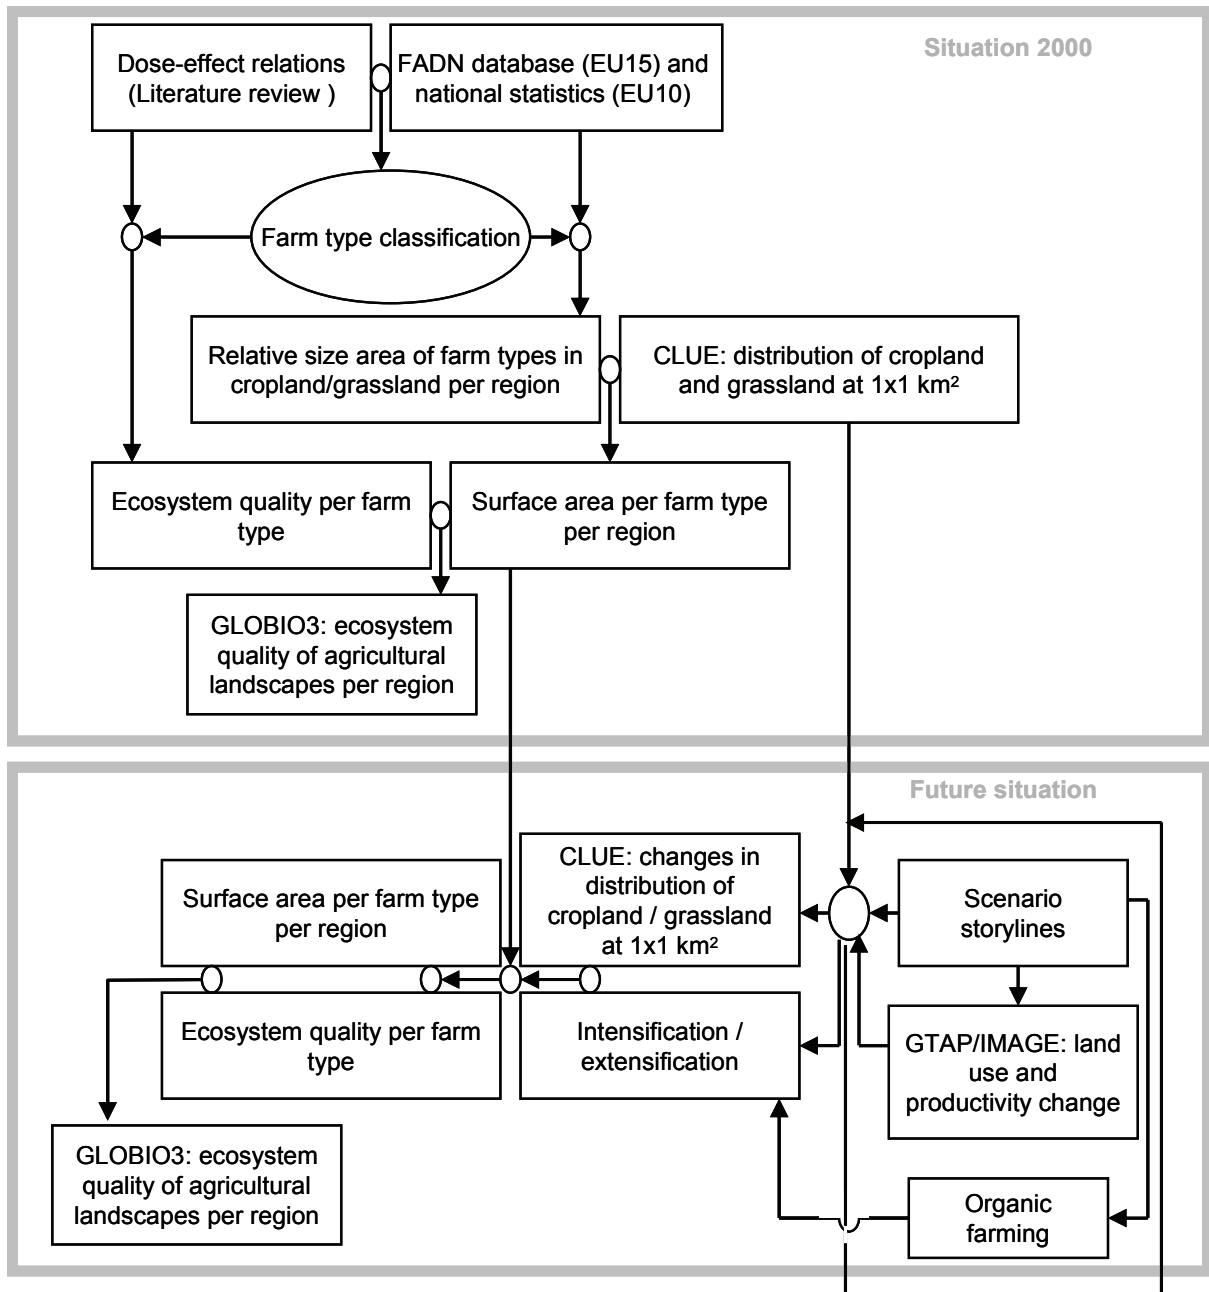 Situation 2000
Dose-effect relations
(Literature review )
FADN database (EU15) and
national statistics (EU10)
Farm type classification
Relative size area of farm types in
cropland/grassland per region
CLUE: distribution of cropland
and grassland at 1x1 km²
Ecosystem quality per farm
type
Surface area per farm type
per region
GLOBIO3: ecosystem
quality of agricultural
landscapes per region
Future situation
Surface area per farm type
per region
CLUE: changes in
distribution of
cropland / grassland
at 1x1 km²
Scenario
storylines
Ecosystem quality per farm
type
Intensification /
extensification
GTAP/IMAGE: land
use and
productivity change
GLOBIO3: ecosystem
quality of agricultural
landscapes per region
Organic
farming